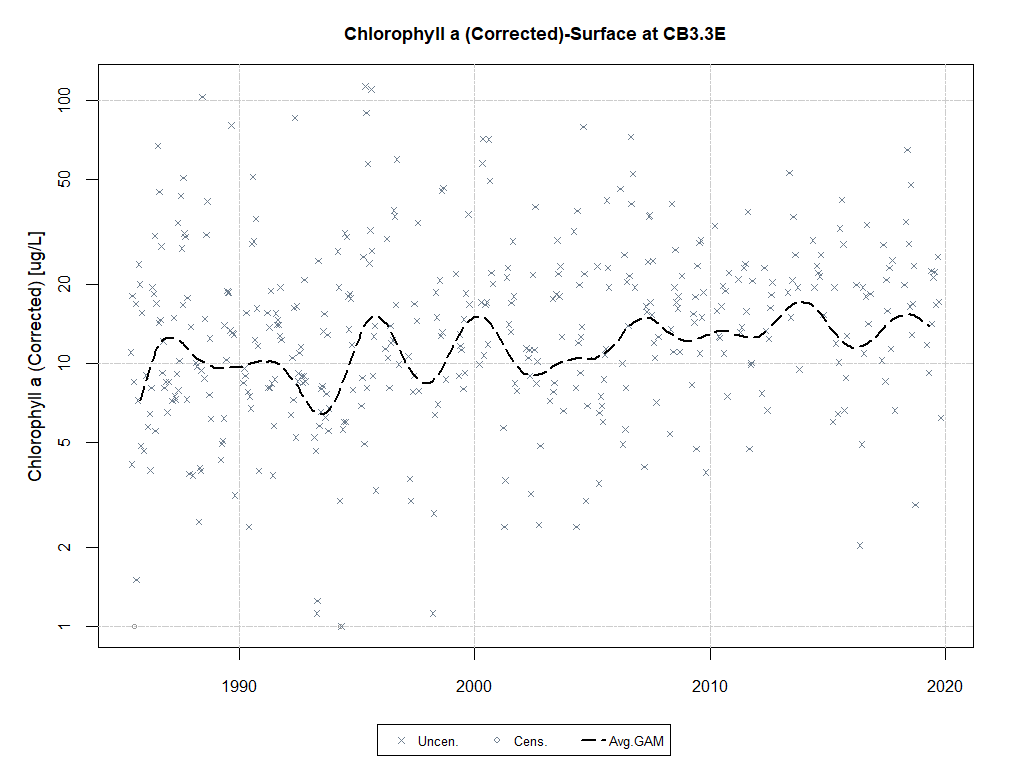 Chlorophyll a (Corrected)-Surface at CB3.3E
Chlorophyll a (Corrected) [ug/L]
100
50
20
10
5
2
1
1990 2000 2010 2020
Uncen. Cens. Avg.GAM